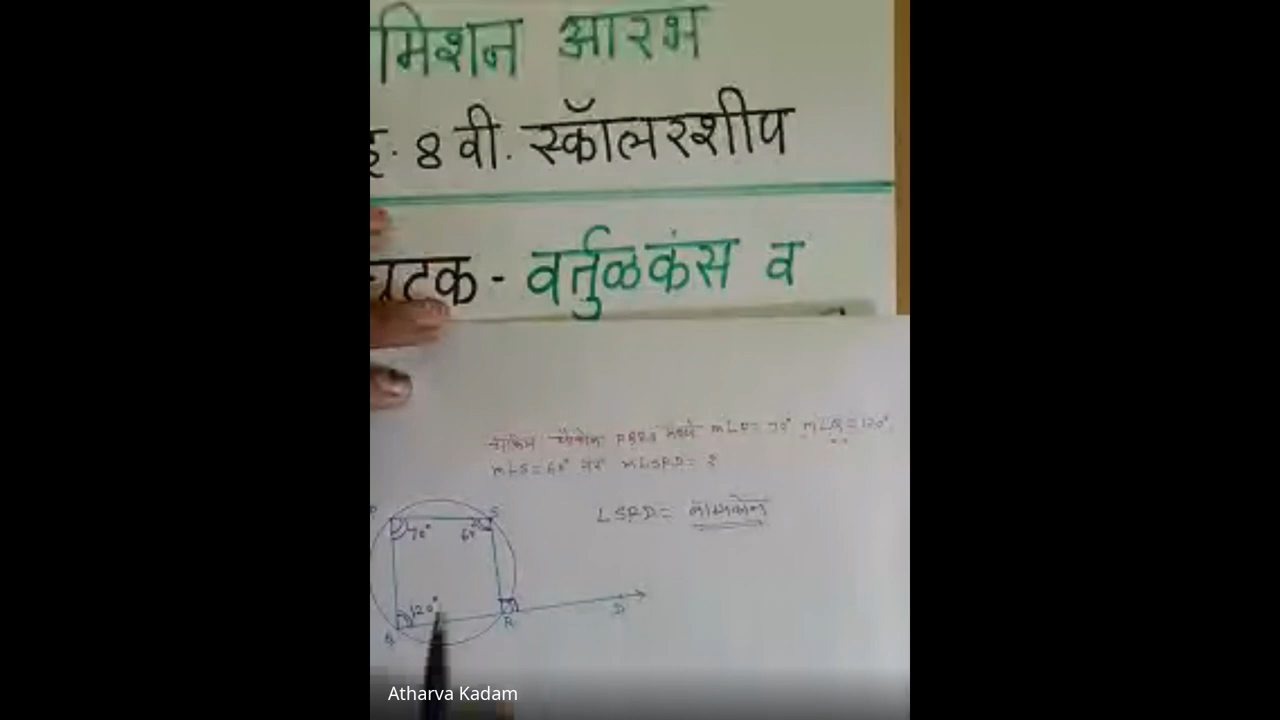 मिशन आरंभ
इ. 8 वी. स्कॉलरशीप
घटक - वर्तुळकंस व
चौकोन PQRS मध्ये m∠P = 70° m∠Q = 120°,
m∠S = 60° तर m∠SRD = ?
∠SRD = बाह्यकोन
P S
70° 60°
120°
Q R D
Atharva Kadam